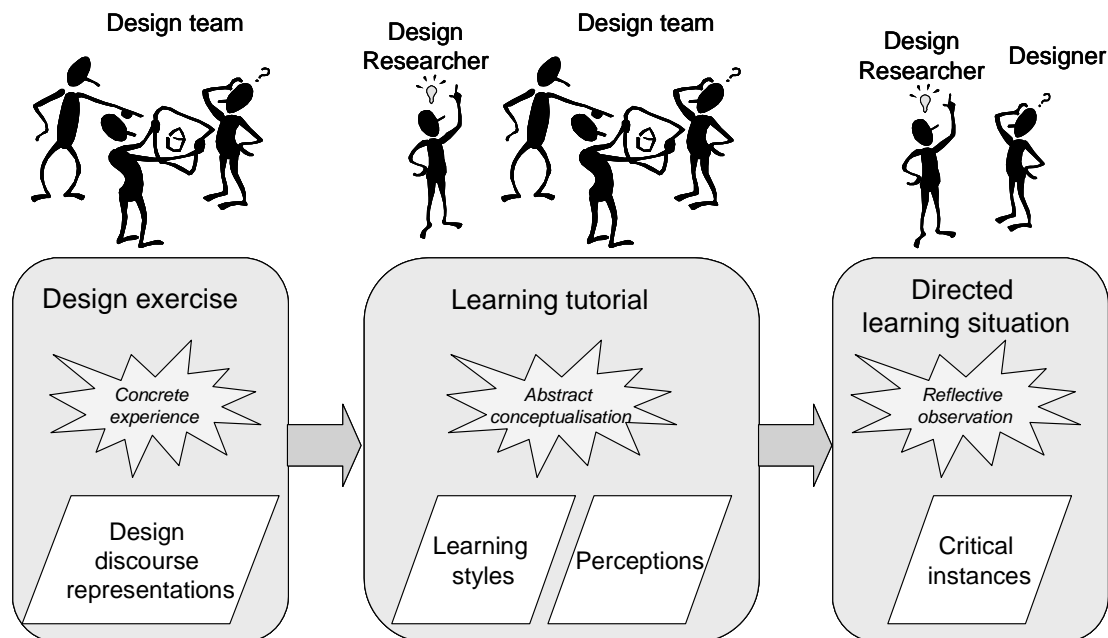 Design team
Design
Researcher
Design team
Design
Researcher
Designer
?
?
?
Design exercise
Concrete
experience
Design
discourse
representations
Learning tutorial
Abstract
conceptualisation
Learning
styles
Perceptions
Directed
learning situation
Reflective
observation
Critical
instances